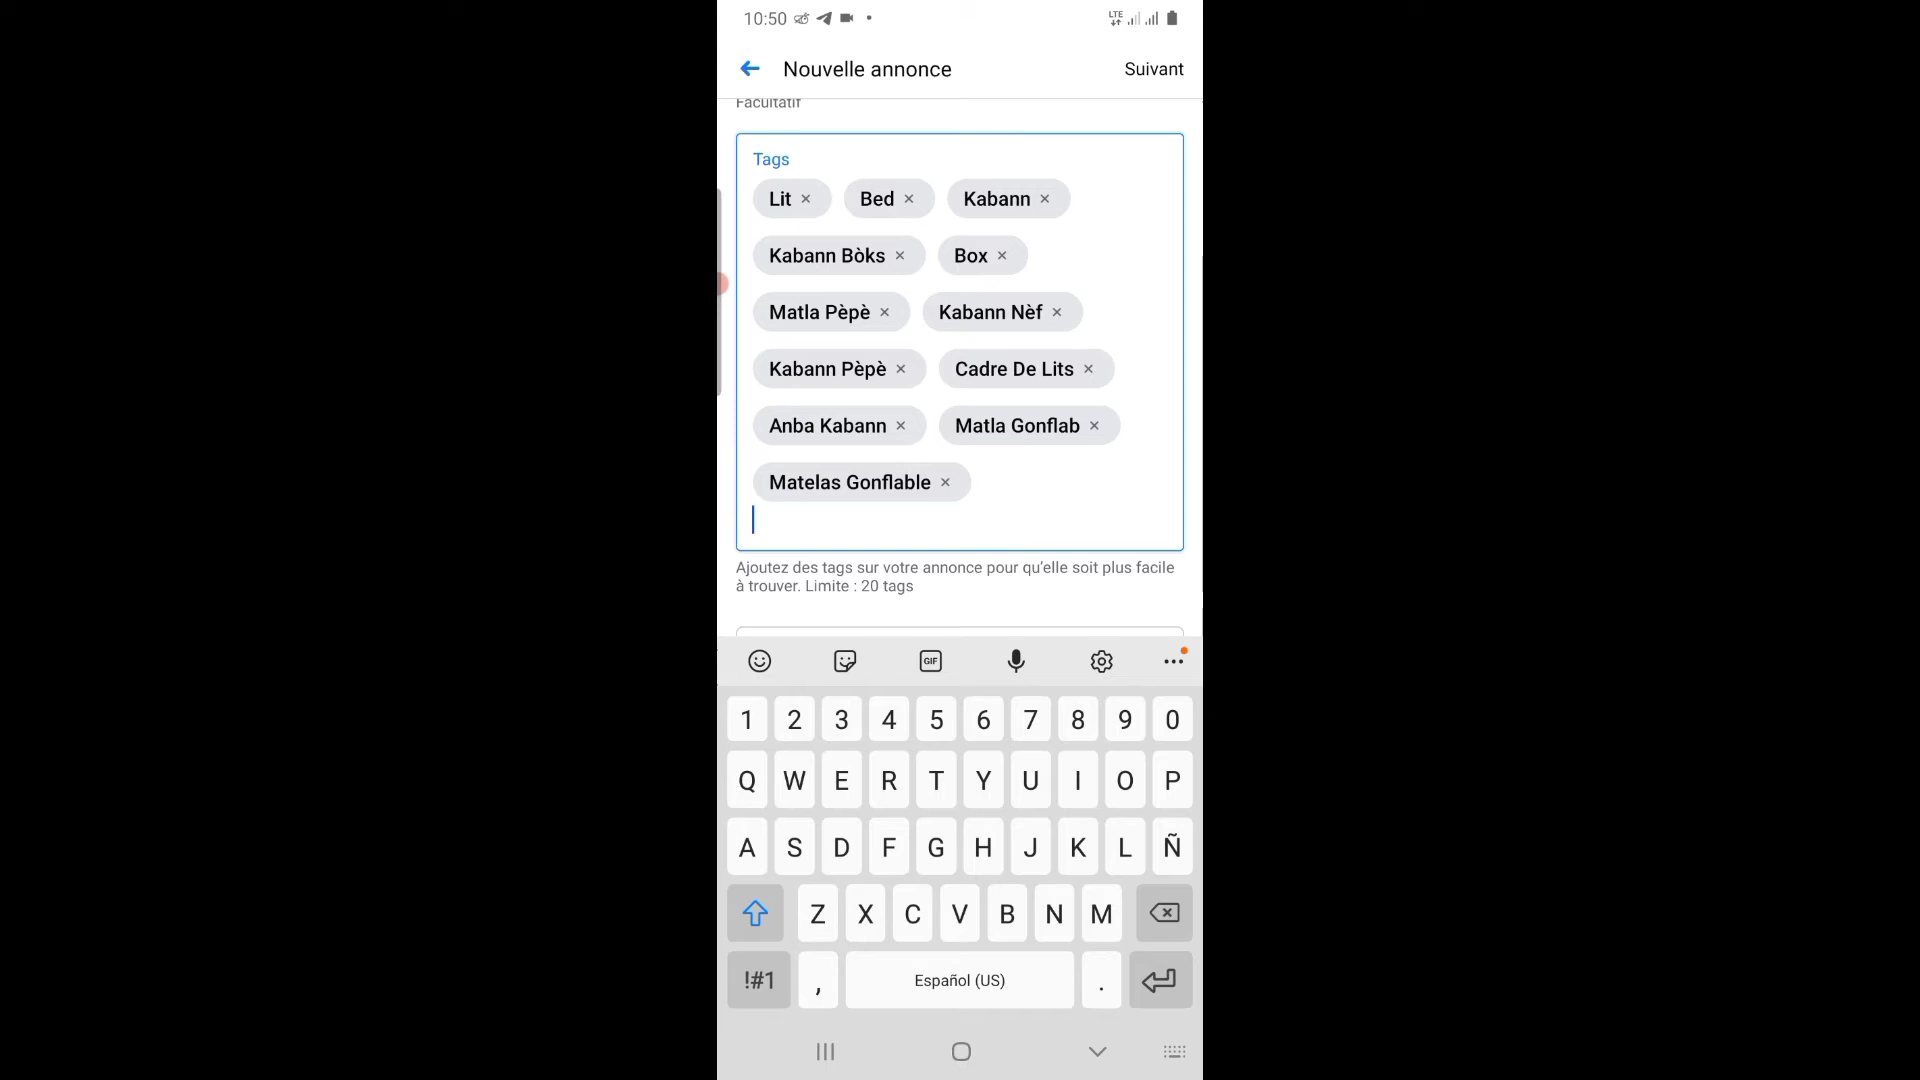 10:50
LTE
Nouvelle annonce
Suivant
Facultatif
Tags
Lit × Bed × Kabann ×
Kabann Bòks × Box ×
Matla Pèpè × Kabann Nèf ×
Kabann Pèpè × Cadre De Lits ×
Anba Kabann × Matla Gonflab ×
Matelas Gonflable ×
Ajoutez des tags sur votre annonce pour qu’elle soit plus facile
à trouver. Limite : 20 tags
GIF
1 2 3 4 5 6 7 8 9 0
Q W E R T Y U I O P
A S D F G H J K L Ñ
Z X C V B N M
!#1 , Español (US) .